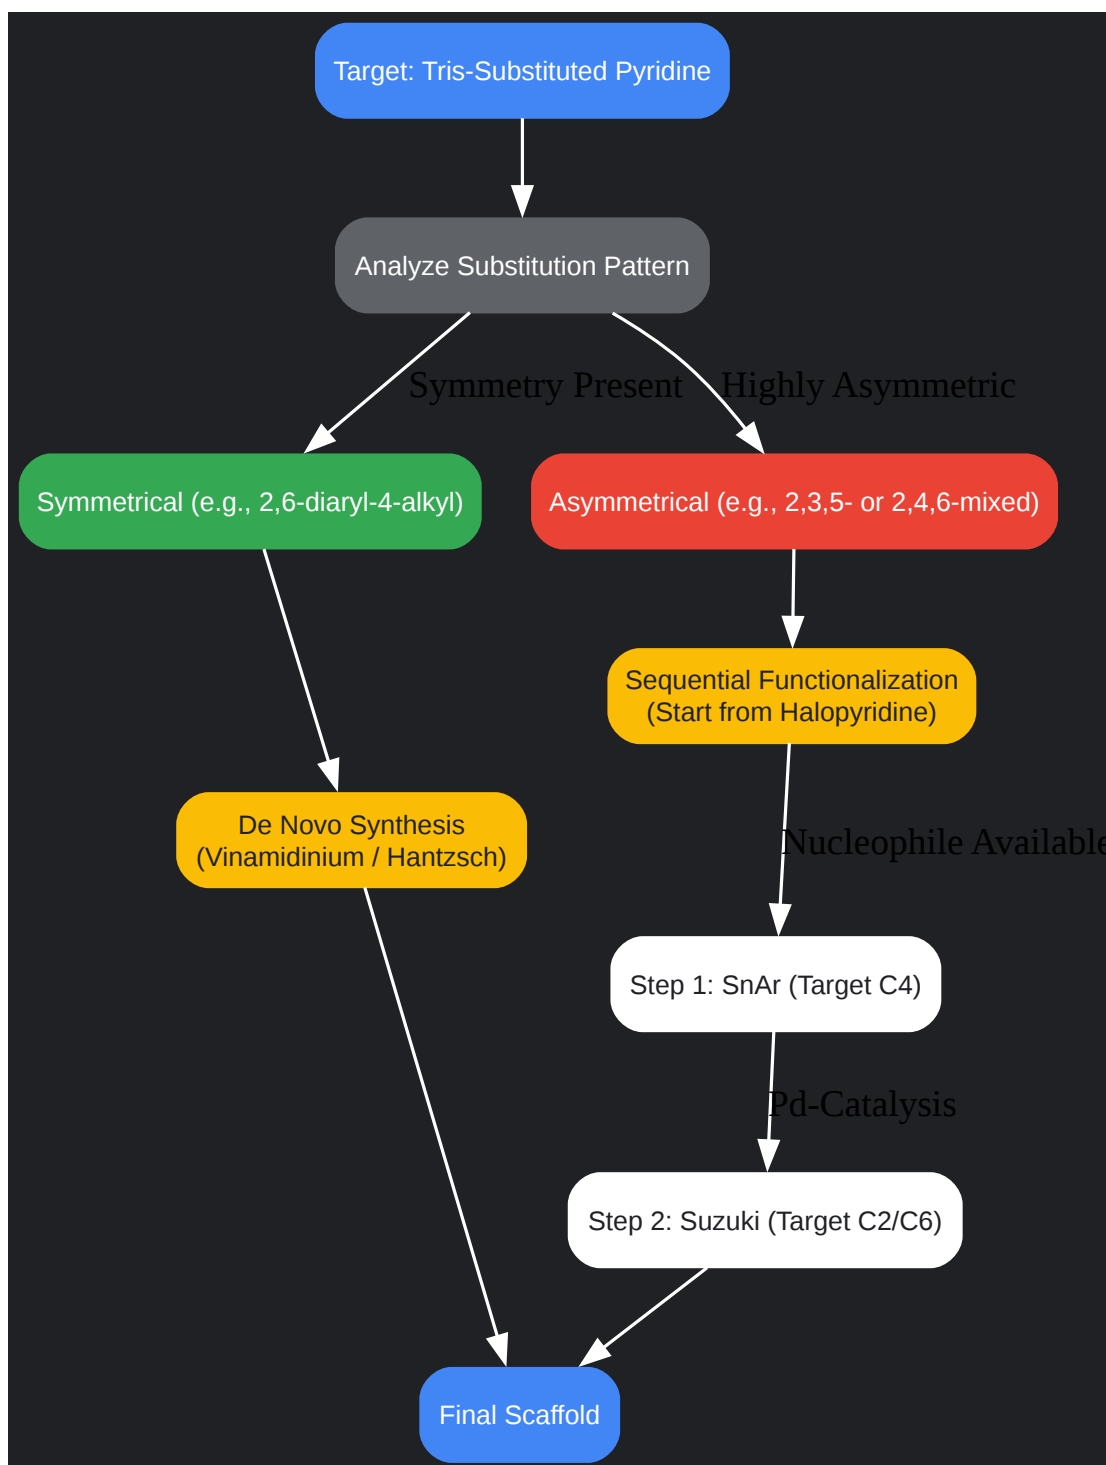 Target: Tris-Substituted Pyridine
Analyze Substitution Pattern
Symmetry Present
Highly Asymmetric
Symmetrical (e.g., 2,6-diaryl-4-alkyl)
Asymmetrical (e.g., 2,3,5- or 2,4,6-mixed)
Sequential Functionalization
(Start from Halopyridine)
De Novo Synthesis
(Vinamidinium / Hantzsch)
Nucleophile Available
Step 1: SnAr (Target C4)
Pd-Catalysis
Step 2: Suzuki (Target C2/C6)
Final Scaffold